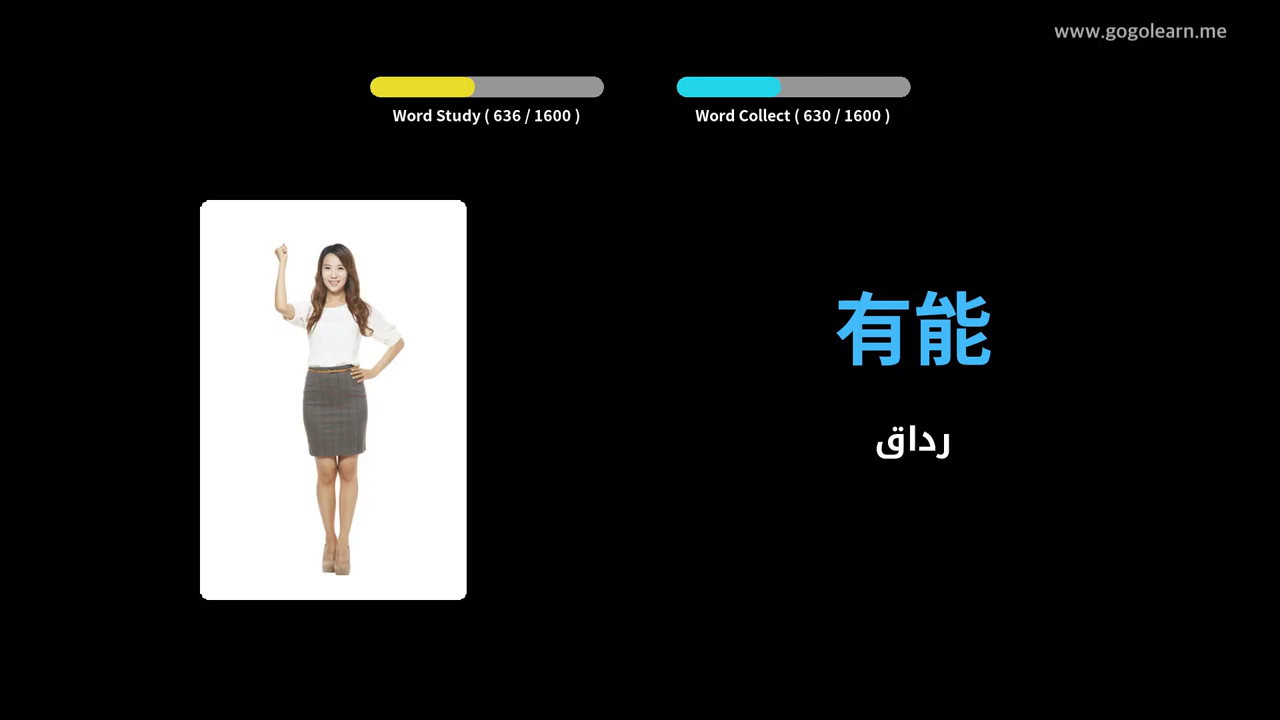 www.gogolearn.me
Word Study ( 636 / 1600 )
Word Collect ( 630 / 1600 )
有能
رداق